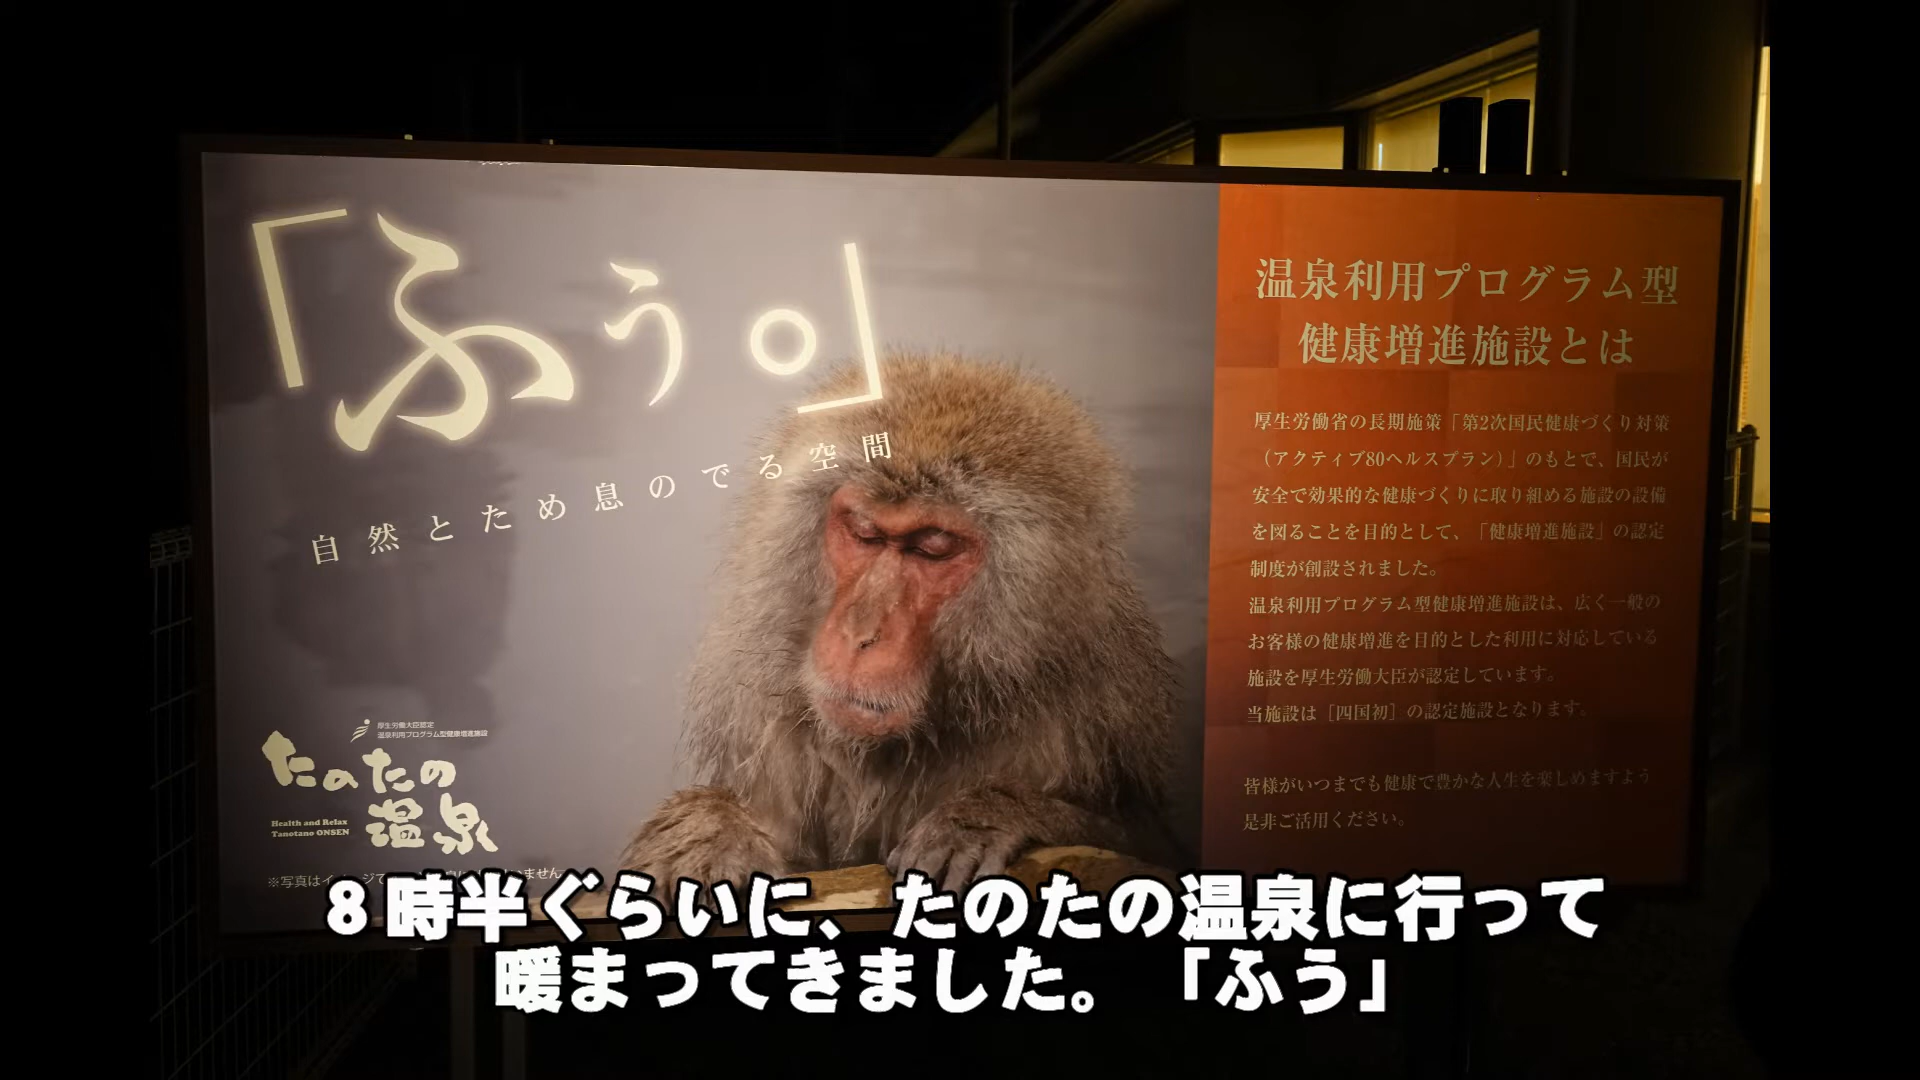 「ふぅ。」
自然とため息のでる空間
厚生労働大臣認定
温泉利用プログラム型健康増進施設
たのたの
温泉
Health and Relax
Tanotano ONSEN
※写真はイメージで
ません
温泉利用プログラム型
健康増進施設とは
厚生労働省の長期施策「第2次国民健康づくり対策
（アクティブ80ヘルスプラン）」のもとで、国民が
安全で効果的な健康づくりに取り組める施設の設備
を図ることを目的として、「健康増進施設」の認定
制度が創設されました。
温泉利用プログラム型健康増進施設は、広く一般の
お客様の健康増進を目的とした利用に対応している
施設を厚生労働大臣が認定しています。
当施設は［四国初］の認定施設となります。
皆様がいつまでも健康で豊かな人生を楽しめますよう
是非ご活用ください。
８時半ぐらいに、たのたの温泉に行って
暖まってきました。「ふぅ」